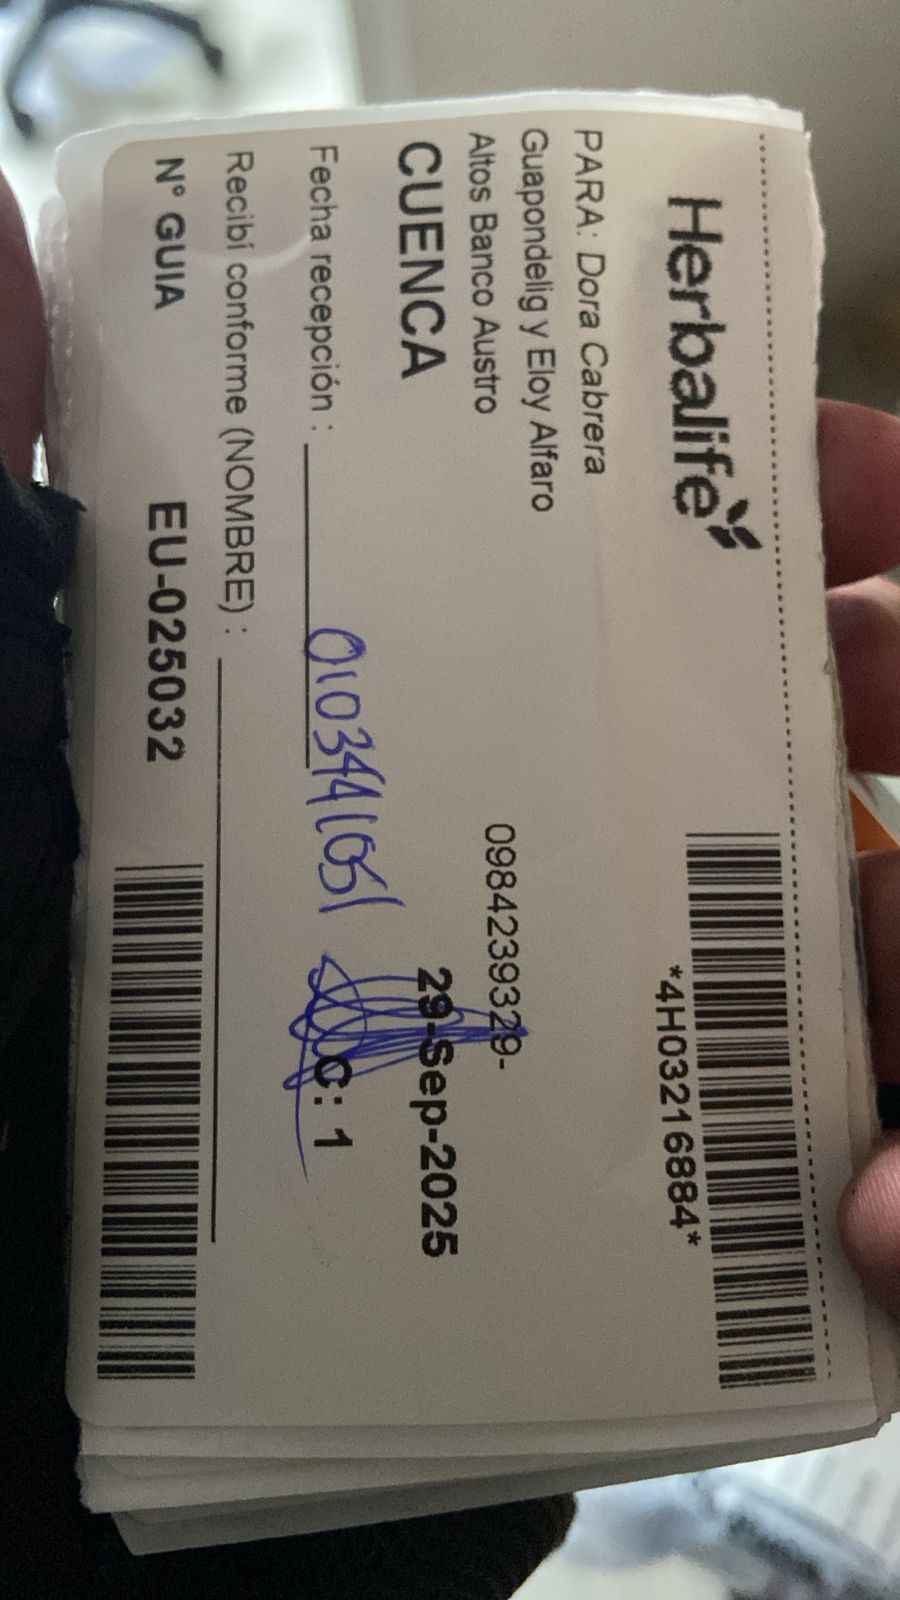 Herbalife
*4H03216884*
PARA: Dora Cabrera
Guapondelig y Eloy Alfaro
Altos Banco Austro
0984239329-
CUENCA
29-Sep-2025
Fecha recepción :
0103441051
C: 1
Recibí conforme (NOMBRE) :
N° GUIA
EU-025032